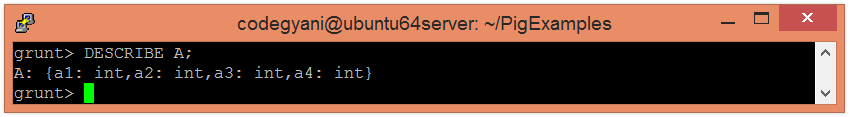 codegyani@ubuntu64server: ~/PigExamples
grunt> DESCRIBE A;
A: {a1: int,a2: int,a3: int,a4: int}
grunt>